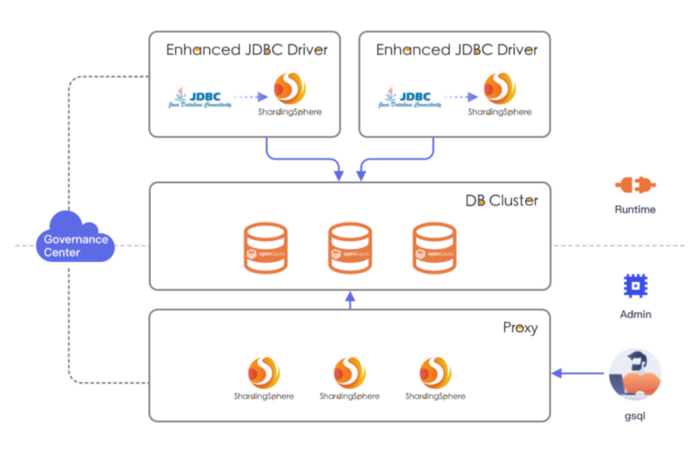 Enhanced JDBC Driver
Enhanced JDBC Driver
JDBC
Java Database Connectivity
ShardingSphere
JDBC
Java Database Connectivity
ShardingSphere
DB Cluster
Runtime
openGauss
openGauss
openGauss
Governance
Center
Admin
Proxy
ShardingSphere
ShardingSphere
ShardingSphere
gsql